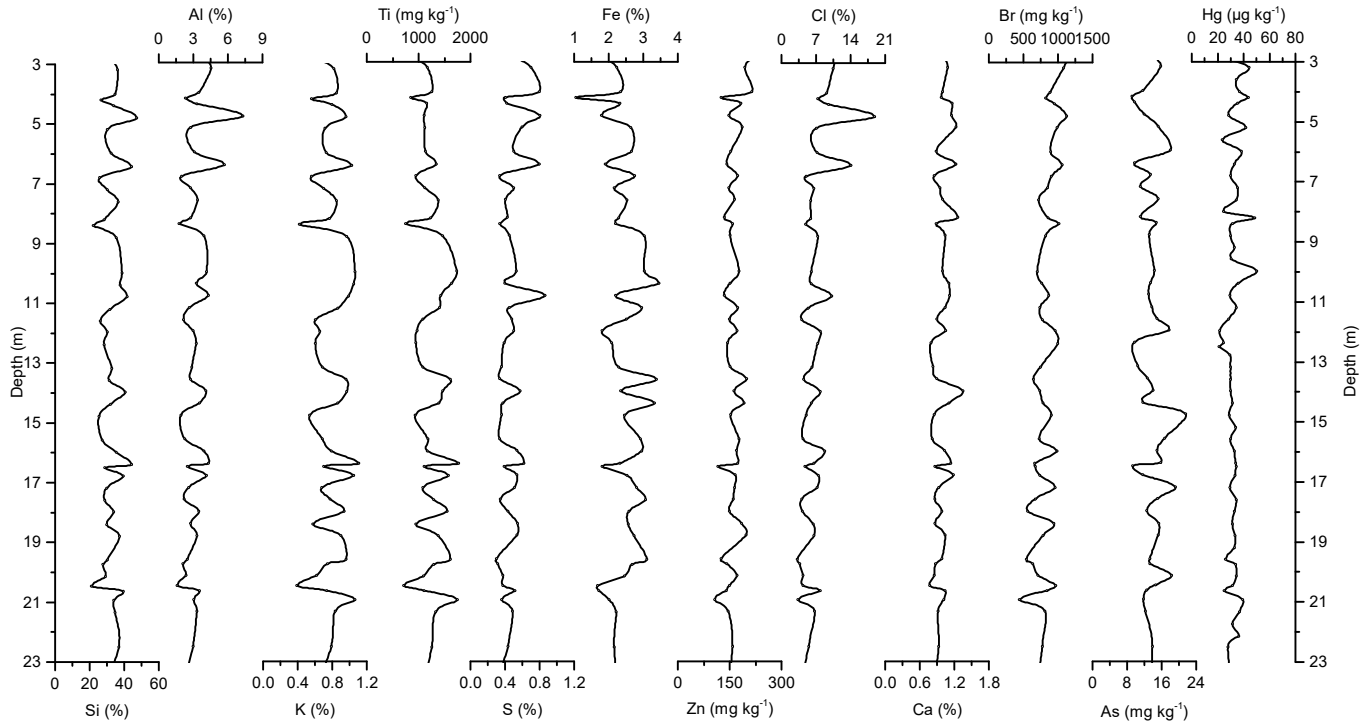 Al (%) Ti (mg kg⁻¹) Fe (%) Cl (%) Br (mg kg⁻¹) Hg (µg kg⁻¹)
0 3 6 9 0 1000 2000 1 2 3 4 0 7 14 21 0 500 1000 1500 0 20 40 60 80
3 3
5 5
7 7
9 9
11 11
13 13
Depth (m) Depth (m)
15 15
17 17
19 19
21 21
23 23
0 20 40 60 0.0 0.4 0.8 1.2 0.0 0.4 0.8 1.2 0 150 300 0.0 0.6 1.2 1.8 0 8 16 24
Si (%) K (%) S (%) Zn (mg kg⁻¹) Ca (%) As (mg kg⁻¹)